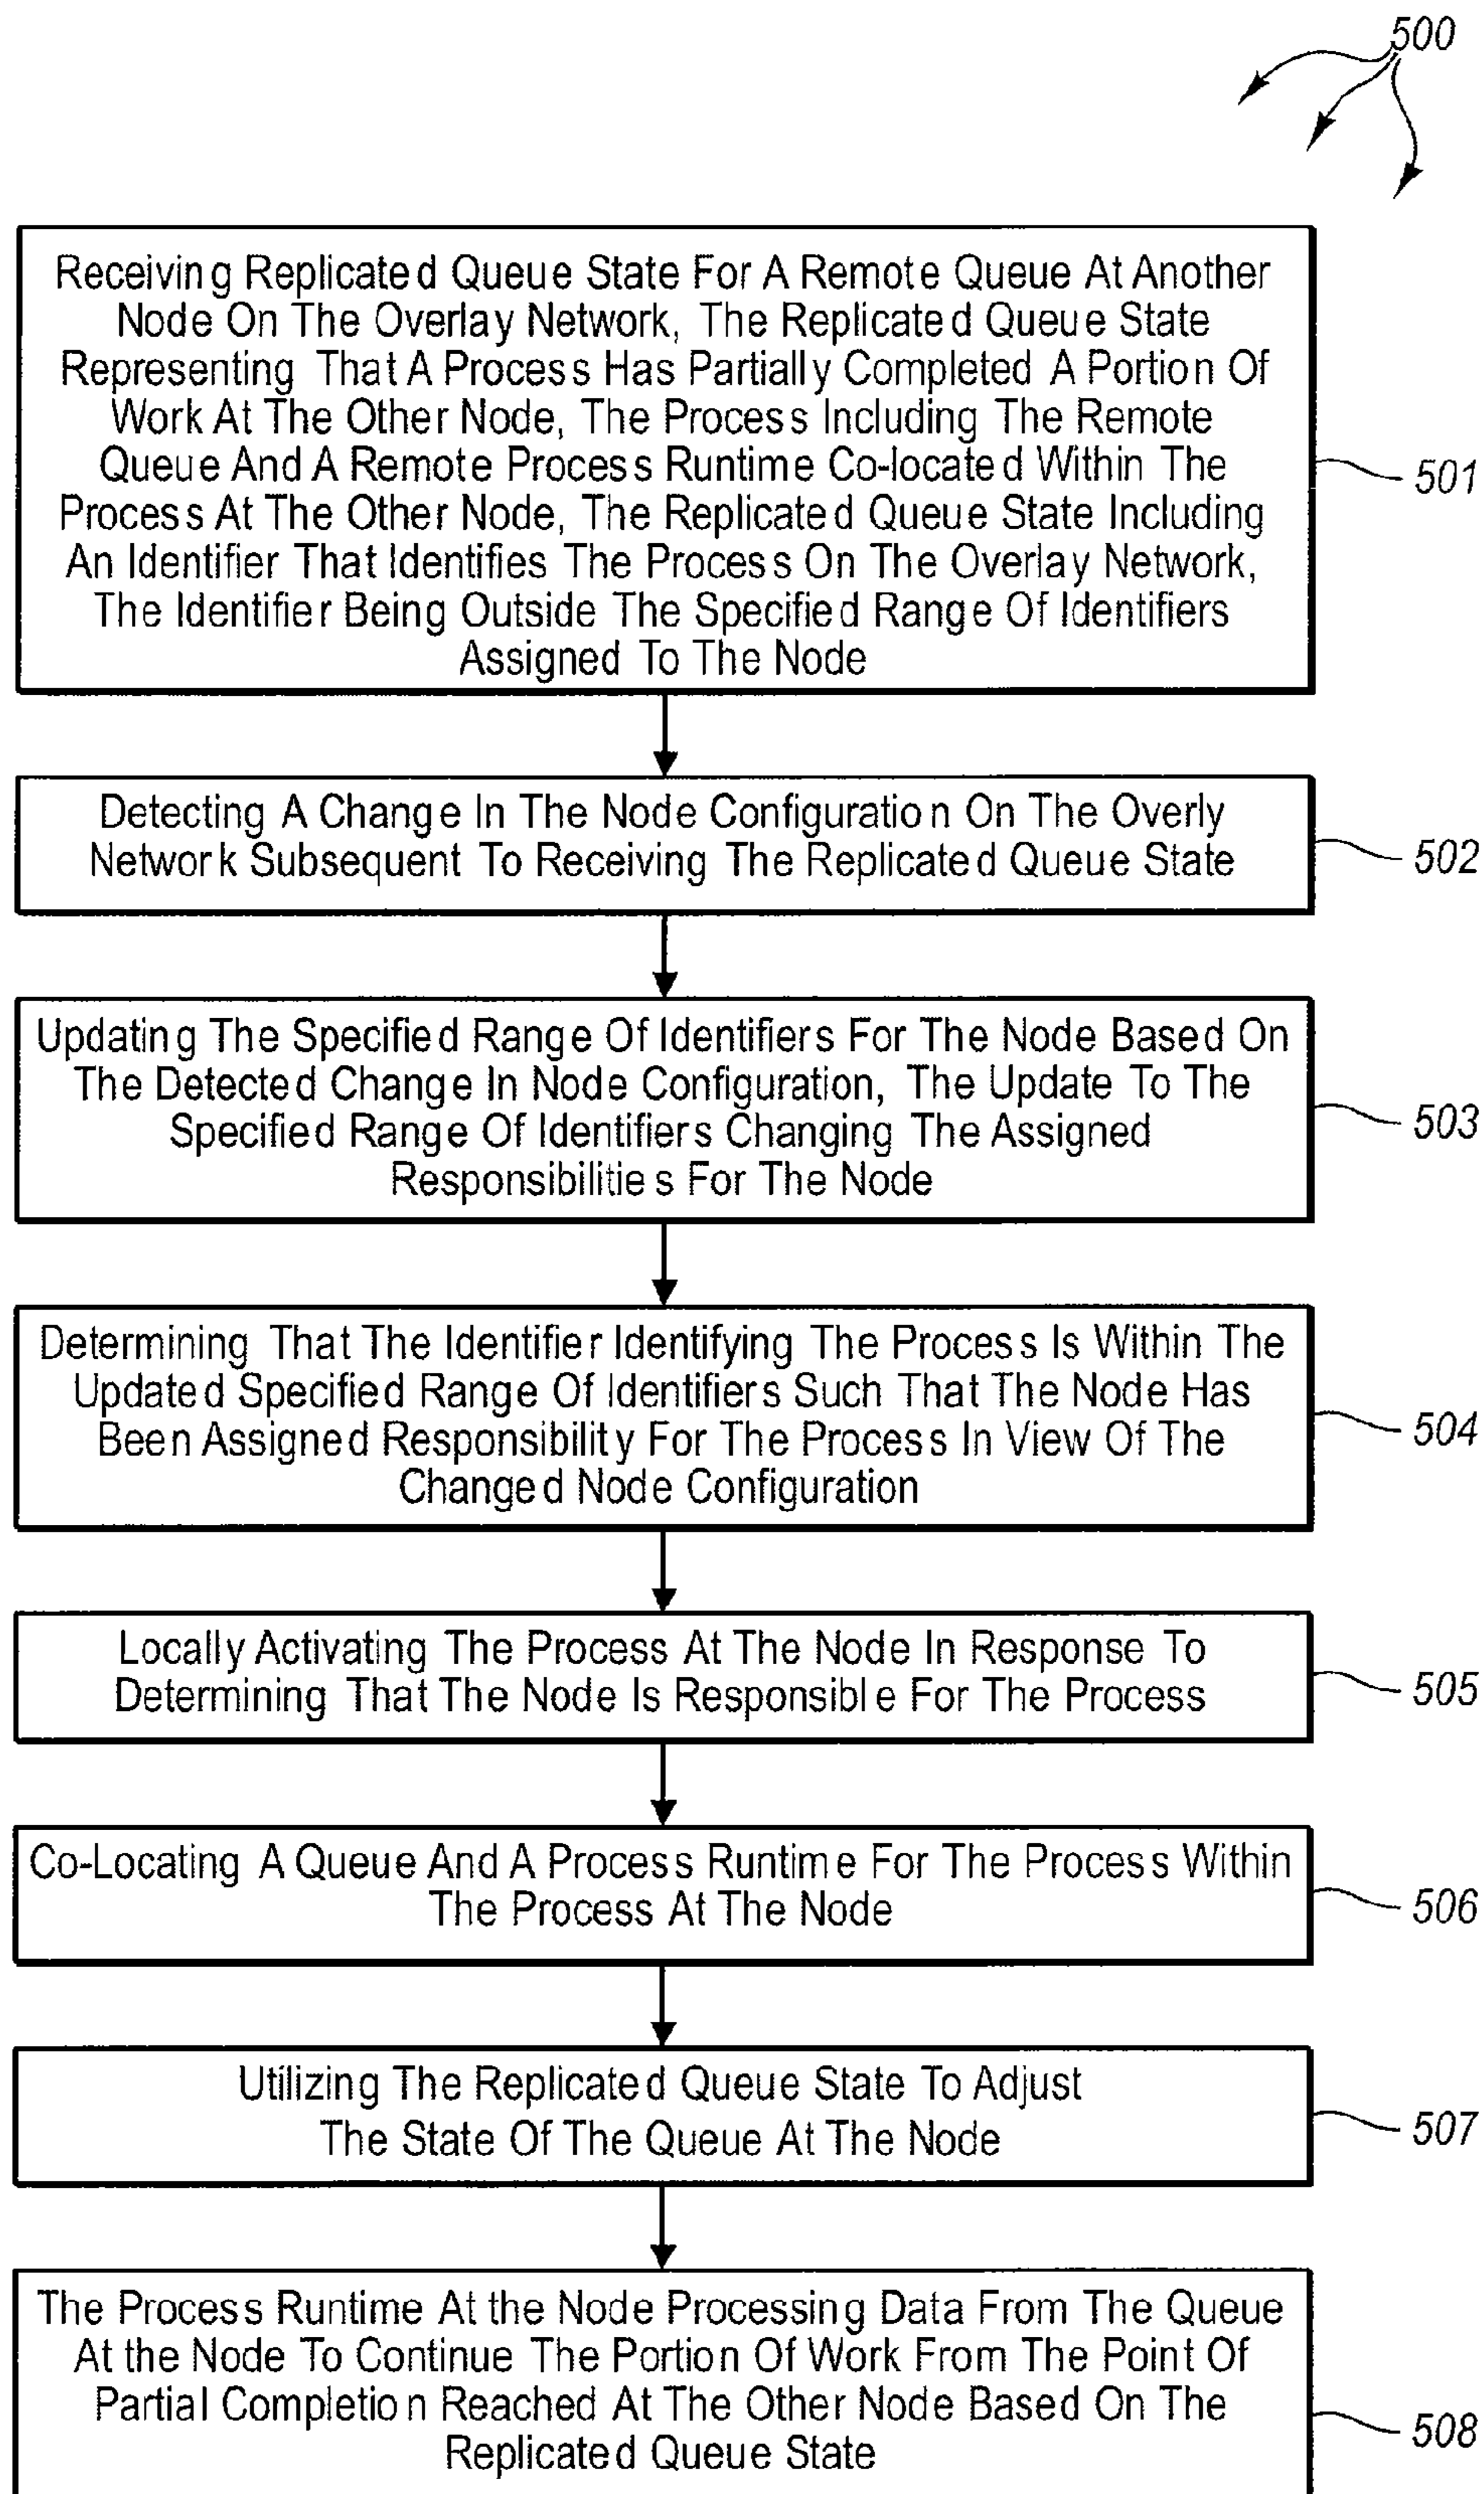 500
Receiving Replicated Queue State For A Remote Queue At Another
Node On The Overlay Network, The Replicated Queue State
Representing That A Process Has Partially Completed A Portion Of
Work At The Other Node, The Process Including The Remote
Queue And A Remote Process Runtime Co-located Within The
Process At The Other Node, The Replicated Queue State Including
An Identifier That Identifies The Process On The Overlay Network,
The Identifier Being Outside The Specified Range Of Identifiers
Assigned To The Node
501
Detecting A Change In The Node Configuration On The Overly
Network Subsequent To Receiving The Replicated Queue State
502
Updating The Specified Range Of Identifiers For The Node Based On
The Detected Change In Node Configuration, The Update To The
Specified Range Of Identifiers Changing The Assigned
Responsibilities For The Node
503
Determining That The Identifier Identifying The Process Is Within The
Updated Specified Range Of Identifiers Such That The Node Has
Been Assigned Responsibility For The Process In View Of The
Changed Node Configuration
504
Locally Activating The Process At The Node In Response To
Determining That The Node Is Responsible For The Process
505
Co-Locating A Queue And A Process Runtime For The Process Within
The Process At The Node
506
Utilizing The Replicated Queue State To Adjust
The State Of The Queue At The Node
507
The Process Runtime At the Node Processing Data From The Queue
At the Node To Continue The Portion Of Work From The Point Of
Partial Completion Reached At The Other Node Based On The
Replicated Queue State
508